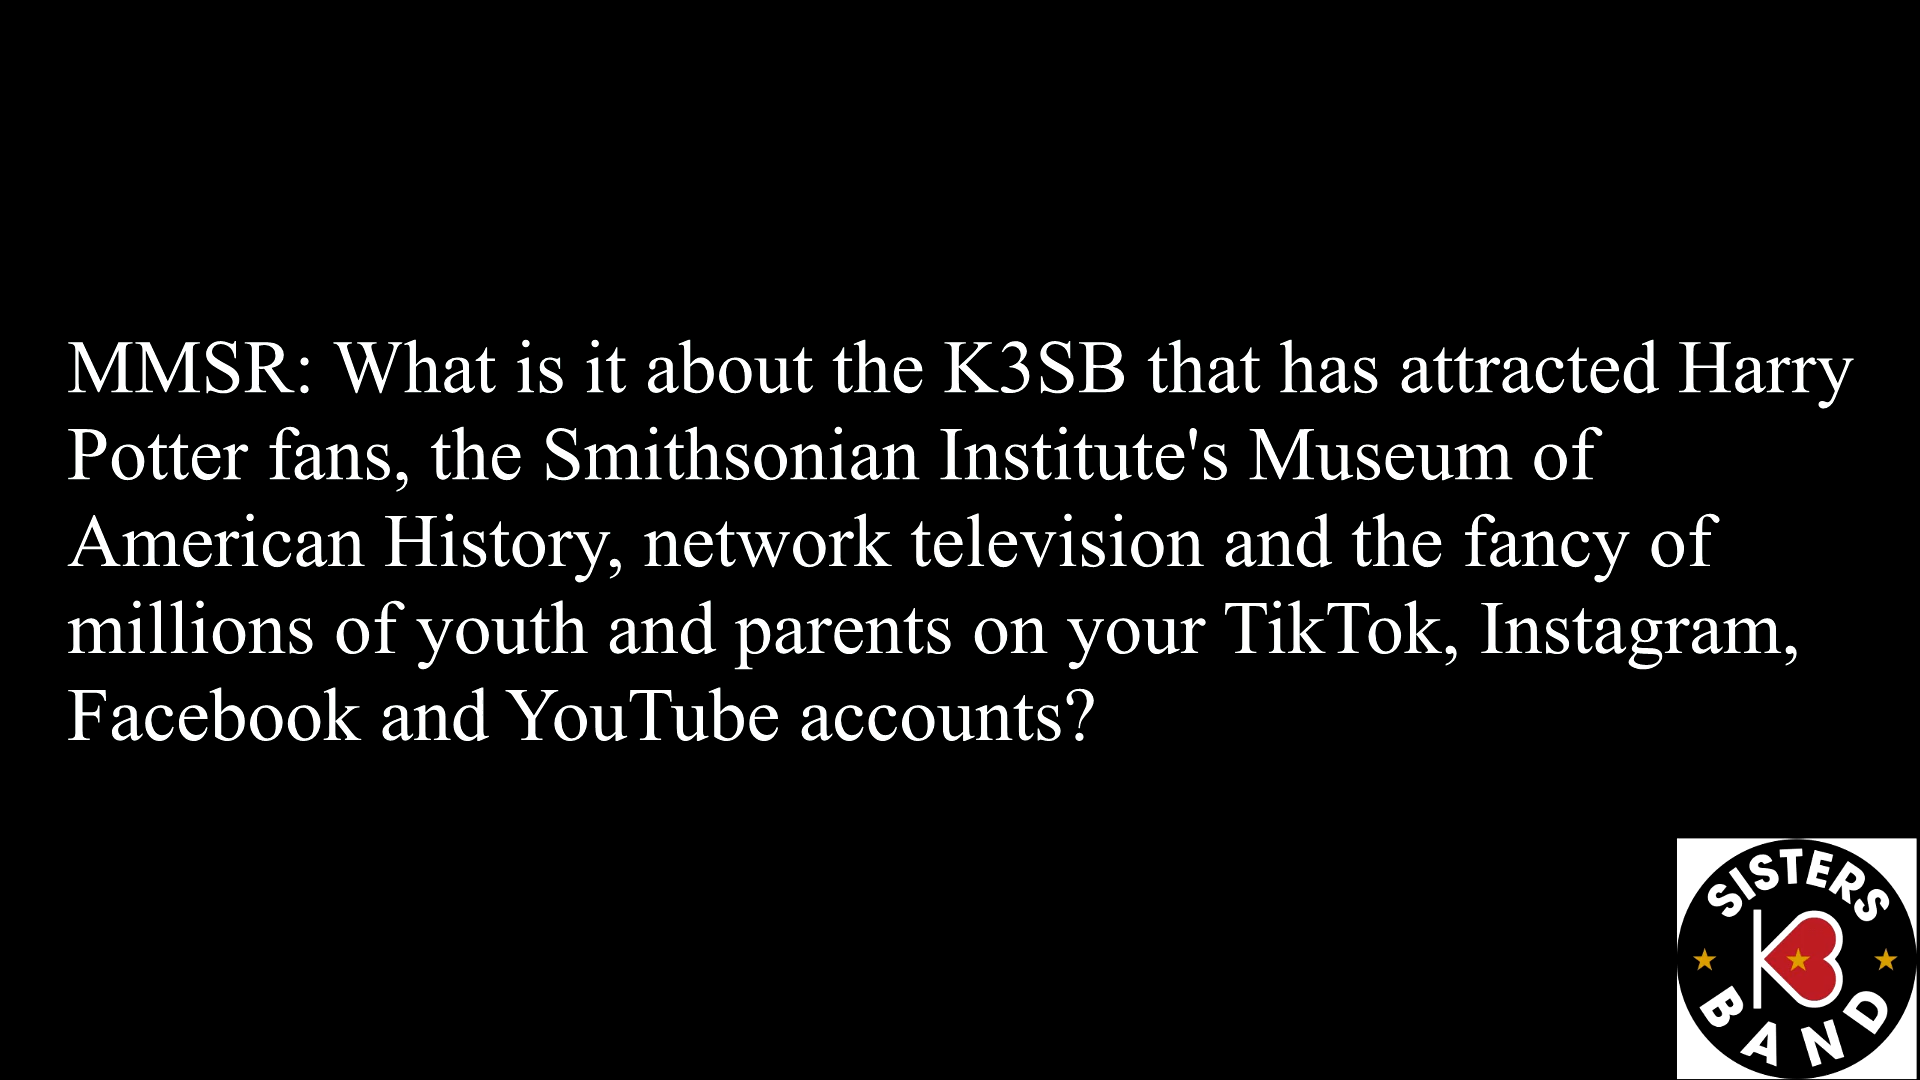 MMSR: What is it about the K3SB that has attracted Harry
Potter fans, the Smithsonian Institute's Museum of
American History, network television and the fancy of
millions of youth and parents on your TikTok, Instagram,
Facebook and YouTube accounts?
SISTERS
K3
BAND